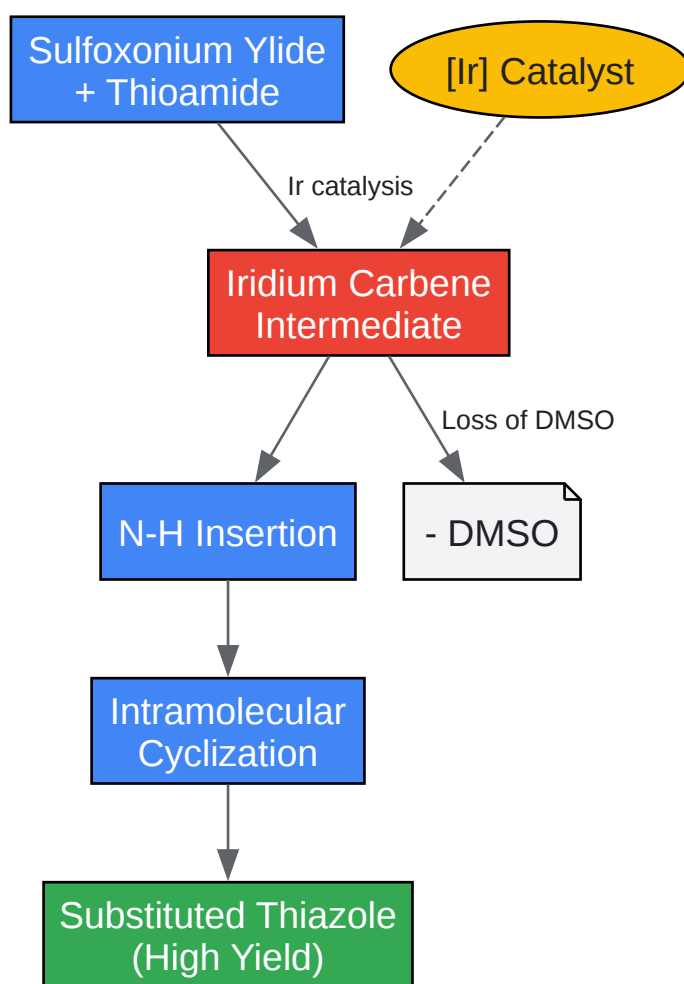 Sulfoxonium Ylide
+ Thioamide
[Ir] Catalyst
Ir catalysis
Iridium Carbene
Intermediate
Loss of DMSO
N-H Insertion
- DMSO
Intramolecular
Cyclization
Substituted Thiazole
(High Yield)